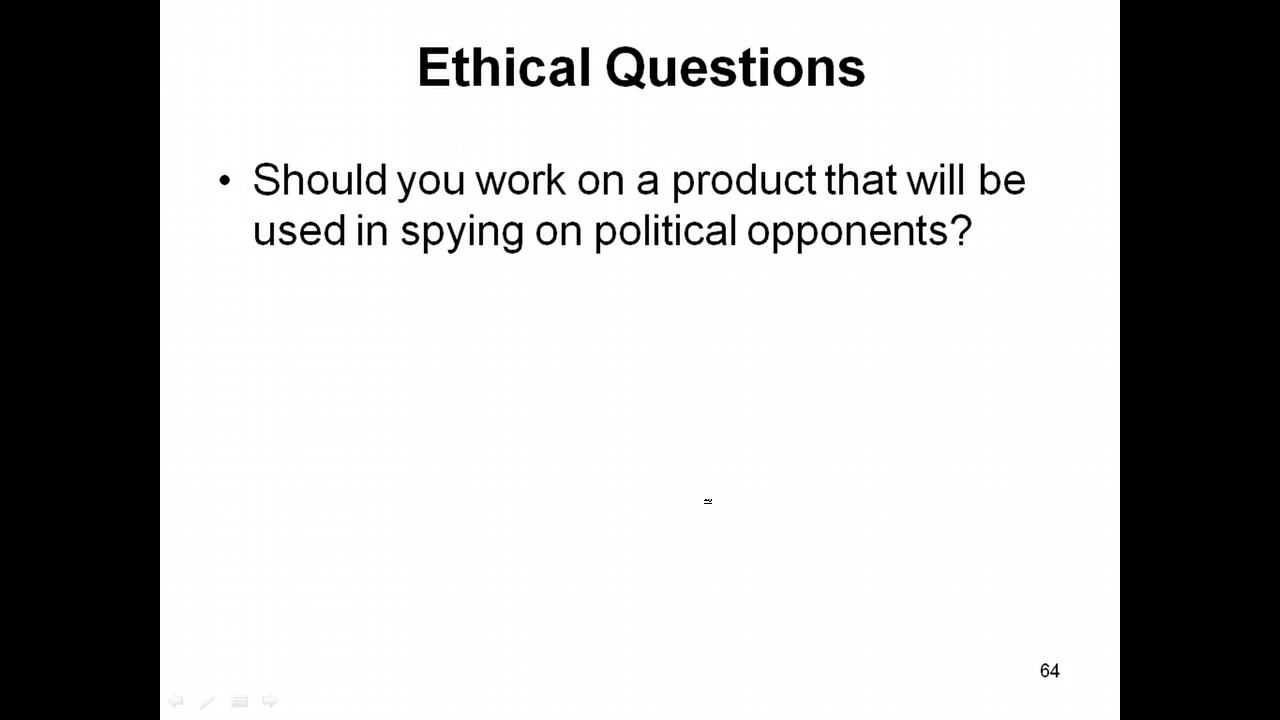 Ethical Questions
• Should you work on a product that will be
used in spying on political opponents?
64